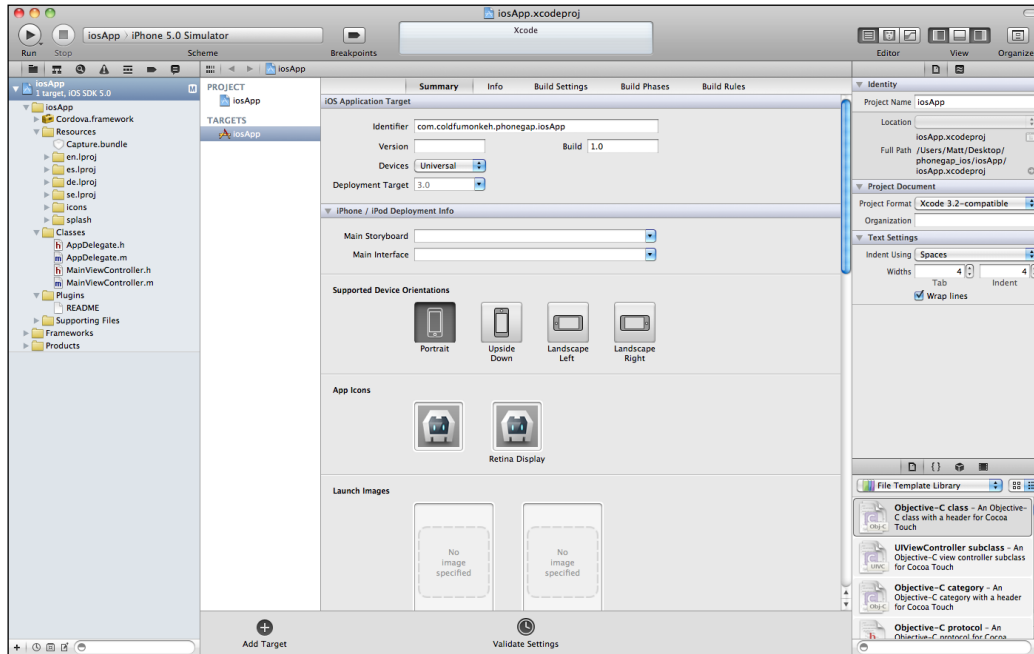 iosApp.xcodeproj
iosApp
iPhone 5.0 Simulator
Xcode
Run
Stop
Scheme
Breakpoints
Editor
View
Organize
iosApp
1 target, iOS SDK 5.0
M
iosApp
Cordova.framework
Resources
Capture.bundle
en.lproj
es.lproj
de.lproj
se.lproj
icons
splash
Classes
AppDelegate.h
AppDelegate.m
MainViewController.h
MainViewController.m
Plugins
README
Supporting Files
Frameworks
Products
iosApp
PROJECT
iosApp
TARGETS
iosApp
Summary
Info
Build Settings
Build Phases
Build Rules
iOS Application Target
Identifier com.coldfumonkeh.phonegap.iosApp
Version
Build 1.0
Devices Universal
Deployment Target 3.0
iPhone / iPod Deployment Info
Main Storyboard
Main Interface
Supported Device Orientations
Portrait
Upside
Down
Landscape
Left
Landscape
Right
App Icons
Retina Display
Launch Images
No
image
specified
No
image
specified
Add Target
Validate Settings
Identity
Project Name iosApp
Location
iosApp.xcodeproj
Full Path /Users/Matt/Desktop/
phonegap_ios/iosApp/
iosApp.xcodeproj
Project Document
Project Format Xcode 3.2-compatible
Organization
Text Settings
Indent Using Spaces
Widths 4 4
Tab Indent
Wrap lines
File Template Library
Objective-C class - An Objective-
C class with a header for Cocoa
Touch
UIViewController subclass - An
Objective-C view controller subclass
for Cocoa Touch
Objective-C category - An
Objective-C category with a header
for Cocoa Touch
Objective-C protocol - An
Objective-C protocol for Cocoa